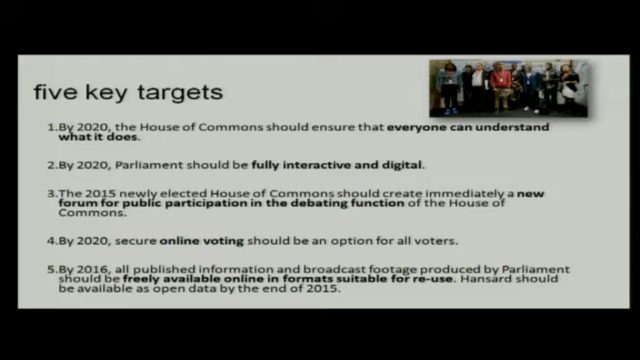 five key targets
1.By 2020, the House of Commons should ensure that everyone can understand
what it does.
2.By 2020, Parliament should be fully interactive and digital.
3.The 2015 newly elected House of Commons should create immediately a new
forum for public participation in the debating function of the House of
Commons.
4.By 2020, secure online voting should be an option for all voters.
5.By 2016, all published information and broadcast footage produced by Parliament
should be freely available online in formats suitable for re-use. Hansard should
be available as open data by the end of 2015.